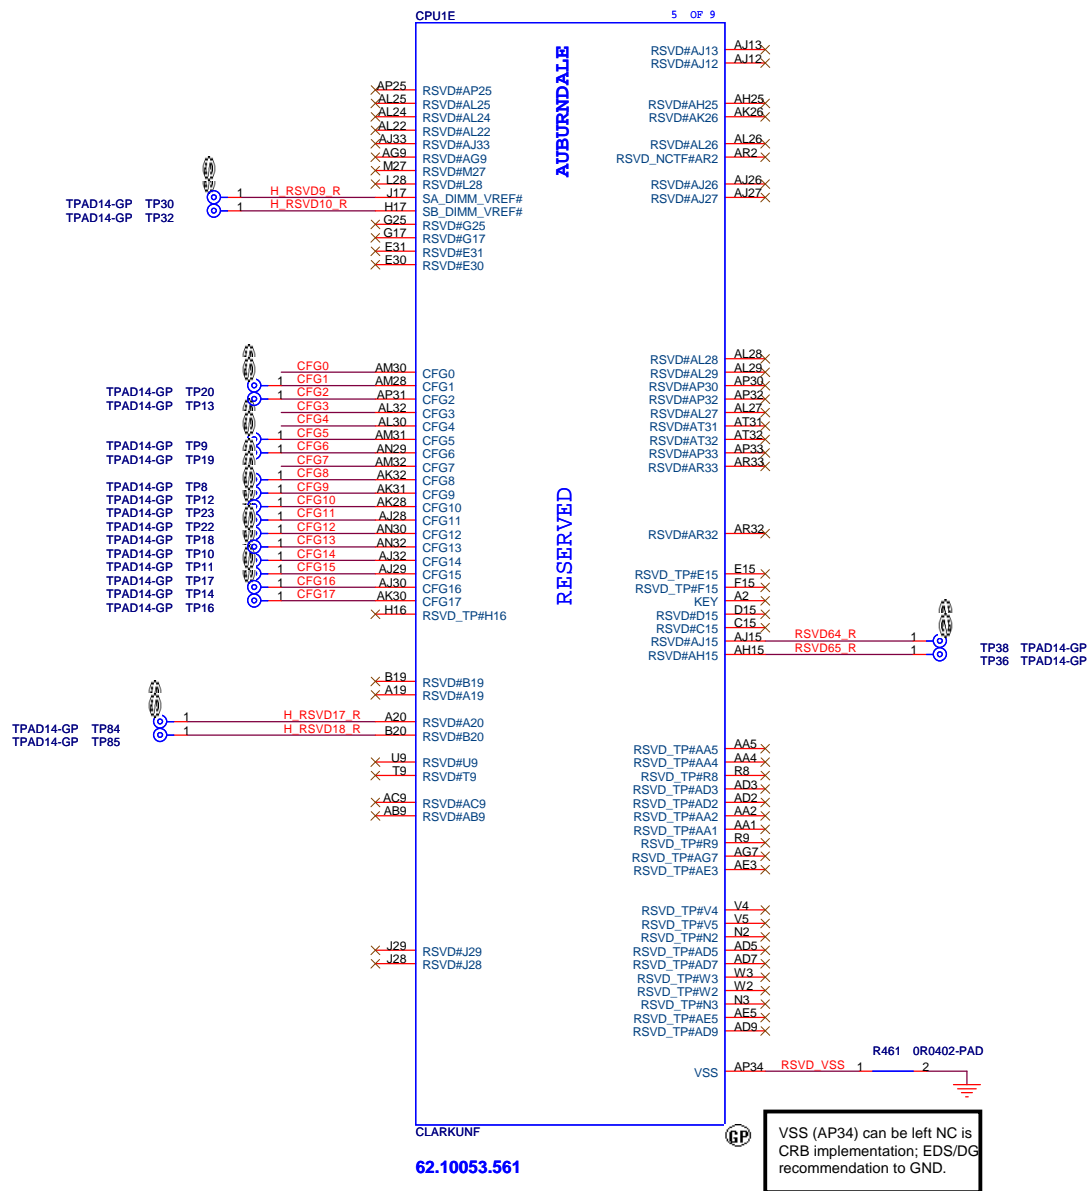 CPU1E 5 OF 9
AUBURNDALE
RESERVED
AP25 RSVD#AP25
AL25 RSVD#AL25
AL24 RSVD#AL24
AL22 RSVD#AL22
AJ33 RSVD#AJ33
AG9 RSVD#AG9
M27 RSVD#M27
L28 RSVD#L28
TPAD14-GP TP30 1 H_RSVD9_R J17 SA_DIMM_VREF#
TPAD14-GP TP32 1 H_RSVD10_R H17 SB_DIMM_VREF#
G25 RSVD#G25
G17 RSVD#G17
E31 RSVD#E31
E30 RSVD#E30
CFG0 AM30 CFG0
TPAD14-GP TP20 1 CFG1 AM28 CFG1
TPAD14-GP TP13 1 CFG2 AP31 CFG2
CFG3 AL32 CFG3
CFG4 AL30 CFG4
TPAD14-GP TP9 1 CFG5 AM31 CFG5
TPAD14-GP TP19 1 CFG6 AN29 CFG6
CFG7 AM32 CFG7
TPAD14-GP TP8 1 CFG8 AK32 CFG8
TPAD14-GP TP12 1 CFG9 AK31 CFG9
TPAD14-GP TP23 1 CFG10 AK28 CFG10
TPAD14-GP TP22 1 CFG11 AJ28 CFG11
TPAD14-GP TP18 1 CFG12 AN30 CFG12
TPAD14-GP TP10 1 CFG13 AN32 CFG13
TPAD14-GP TP11 1 CFG14 AJ32 CFG14
TPAD14-GP TP17 1 CFG15 AJ29 CFG15
TPAD14-GP TP14 1 CFG16 AJ30 CFG16
TPAD14-GP TP16 1 CFG17 AK30 CFG17
H16 RSVD_TP#H16
B19 RSVD#B19
A19 RSVD#A19
TPAD14-GP TP84 1 H_RSVD17_R A20 RSVD#A20
TPAD14-GP TP85 1 H_RSVD18_R B20 RSVD#B20
U9 RSVD#U9
T9 RSVD#T9
AC9 RSVD#AC9
AB9 RSVD#AB9
J29 RSVD#J29
J28 RSVD#J28
RSVD#AJ13 AJ13
RSVD#AJ12 AJ12
RSVD#AH25 AH25
RSVD#AK26 AK26
RSVD#AL26 AL26
RSVD_NCTF#AR2 AR2
RSVD#AJ26 AJ26
RSVD#AJ27 AJ27
RSVD#AL28 AL28
RSVD#AL29 AL29
RSVD#AP30 AP30
RSVD#AP32 AP32
RSVD#AL27 AL27
RSVD#AT31 AT31
RSVD#AT32 AT32
RSVD#AP33 AP33
RSVD#AR33 AR33
RSVD#AR32 AR32
RSVD_TP#E15 E15
RSVD_TP#F15 F15
KEY A2
RSVD#D15 D15
RSVD#C15 C15
RSVD#AJ15 AJ15 RSVD64_R 1 TP38 TPAD14-GP
RSVD#AH15 AH15 RSVD65_R 1 TP36 TPAD14-GP
RSVD_TP#AA5 AA5
RSVD_TP#AA4 AA4
RSVD_TP#R8 R8
RSVD_TP#AD3 AD3
RSVD_TP#AD2 AD2
RSVD_TP#AA2 AA2
RSVD_TP#AA1 AA1
RSVD_TP#R9 R9
RSVD_TP#AG7 AG7
RSVD_TP#AE3 AE3
RSVD_TP#V4 V4
RSVD_TP#V5 V5
RSVD_TP#N2 N2
RSVD_TP#AD5 AD5
RSVD_TP#AD7 AD7
RSVD_TP#W3 W3
RSVD_TP#W2 W2
RSVD_TP#N3 N3
RSVD_TP#AE5 AE5
RSVD_TP#AD9 AD9
R461 0R0402-PAD
VSS AP34 RSVD_VSS 1 2
CLARKUNF
GP
62.10053.561
VSS (AP34) can be left NC is
CRB implementation; EDS/DG
recommendation to GND.